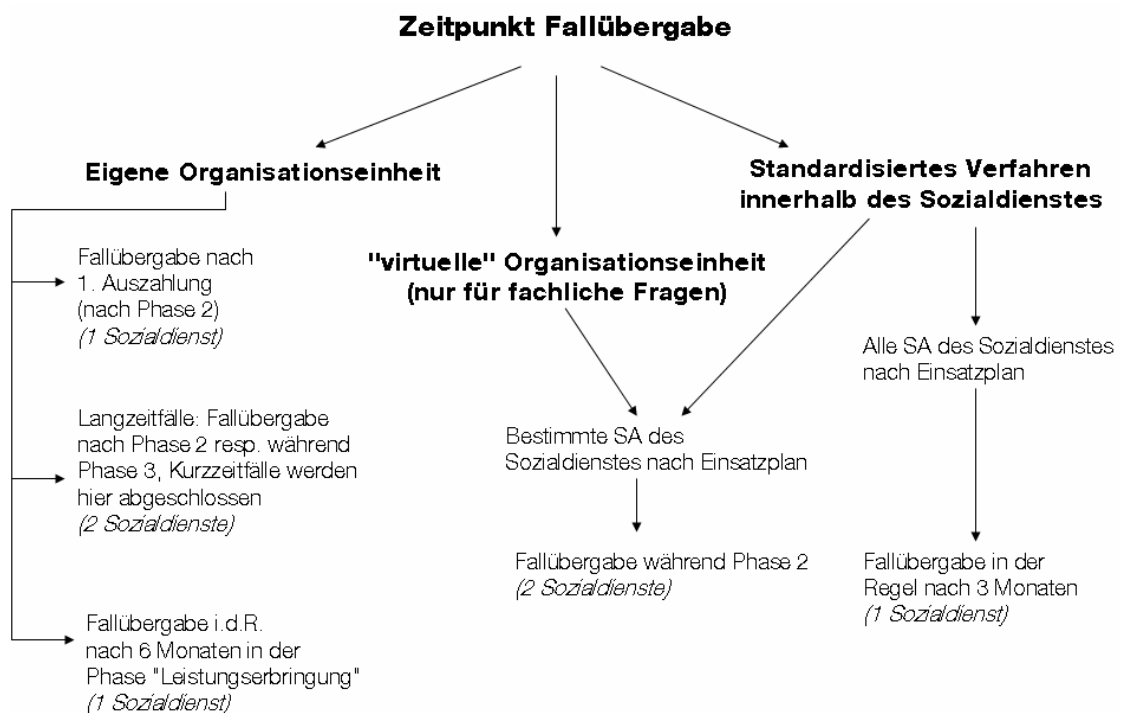 Zeitpunkt Fallübergabe
Eigene Organisationseinheit
Fallübergabe nach
1. Auszahlung
(nach Phase 2)
(1 Sozialdienst)
Langzeitfälle: Fallübergabe
nach Phase 2 resp. während
Phase 3, Kurzzeitfälle werden
hier abgeschlossen
(2 Sozialdienste)
Fallübergabe i.d.R.
nach 6 Monaten in der
Phase "Leistungserbringung"
(1 Sozialdienst)
"virtuelle" Organisationseinheit
(nur für fachliche Fragen)
Bestimmte SA des
Sozialdienstes nach Einsatzplan
Fallübergabe während Phase 2
(2 Sozialdienste)
Standardisiertes Verfahren
innerhalb des Sozialdienstes
Alle SA des Sozialdienstes
nach Einsatzplan
Fallübergabe in der
Regel nach 3 Monaten
(1 Sozialdienst)